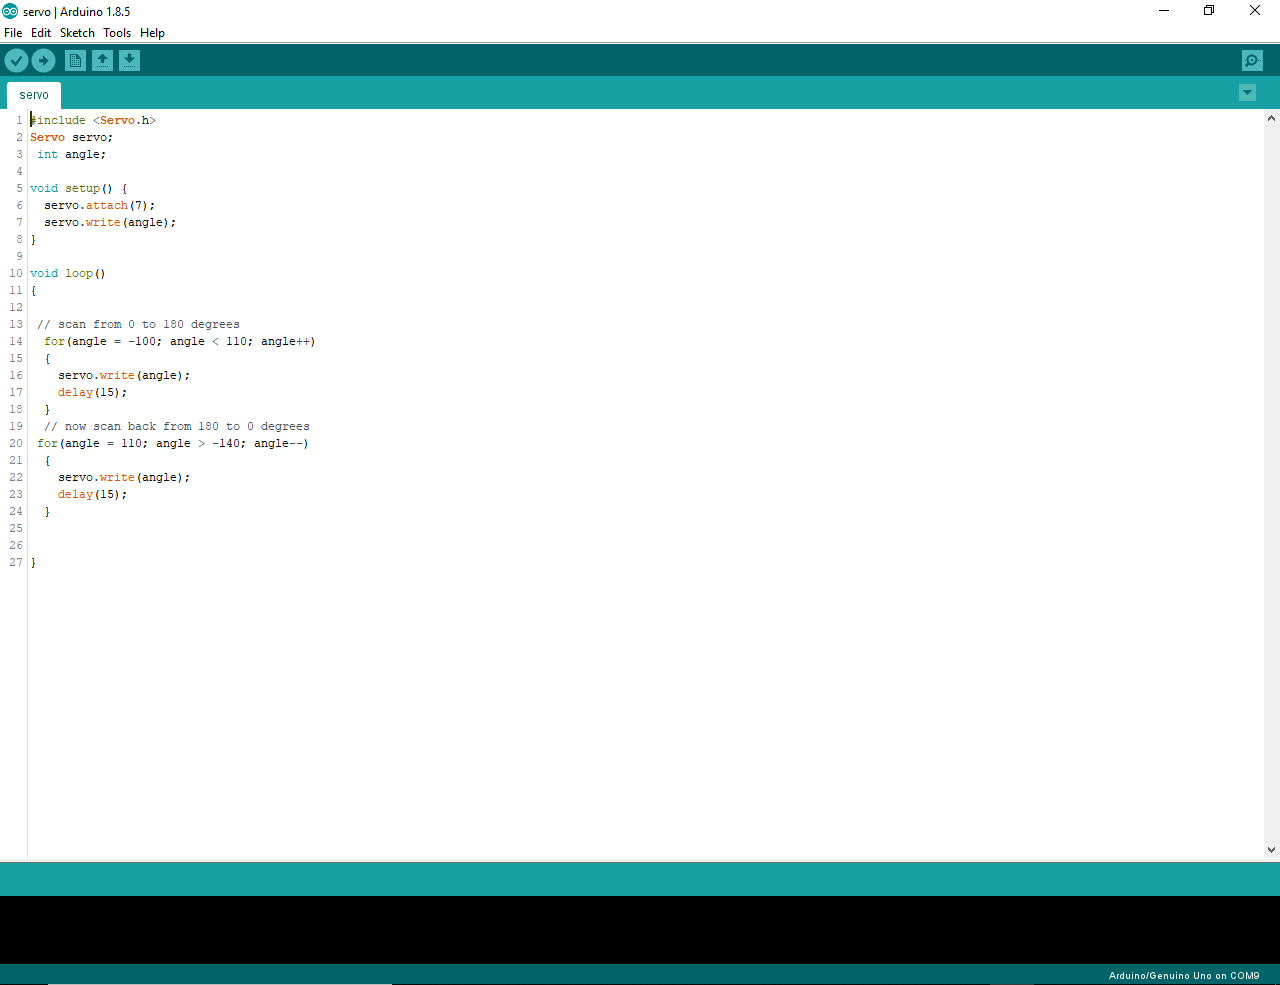 servo | Arduino 1.8.5
File Edit Sketch Tools Help
servo
1 #include <Servo.h>
2 Servo servo;
3  int angle;
4
5 void setup() {
6   servo.attach(7);
7   servo.write(angle);
8 }
9
10 void loop()
11 {
12
13  // scan from 0 to 180 degrees
14   for(angle = -100; angle < 110; angle++)
15   {
16     servo.write(angle);
17     delay(15);
18   }
19   // now scan back from 180 to 0 degrees
20  for(angle = 110; angle > -140; angle--)
21   {
22     servo.write(angle);
23     delay(15);
24   }
25
26
27 }
Arduino/Genuino Uno on COM9